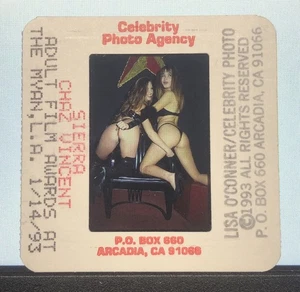 Celebrity
Photo Agency
SIERRA
CHAZ VINCENT
ADULT FILM AWARDS AT
THE MYAN, L.A. 1/14/93
LISA O'CONNER/CELEBRITY PHOTO
©1993 ALL RIGHTS RESERVED
P. O. BOX 660 ARCADIA, CA 91066
P.O. BOX 660
ARCADIA, CA 91066